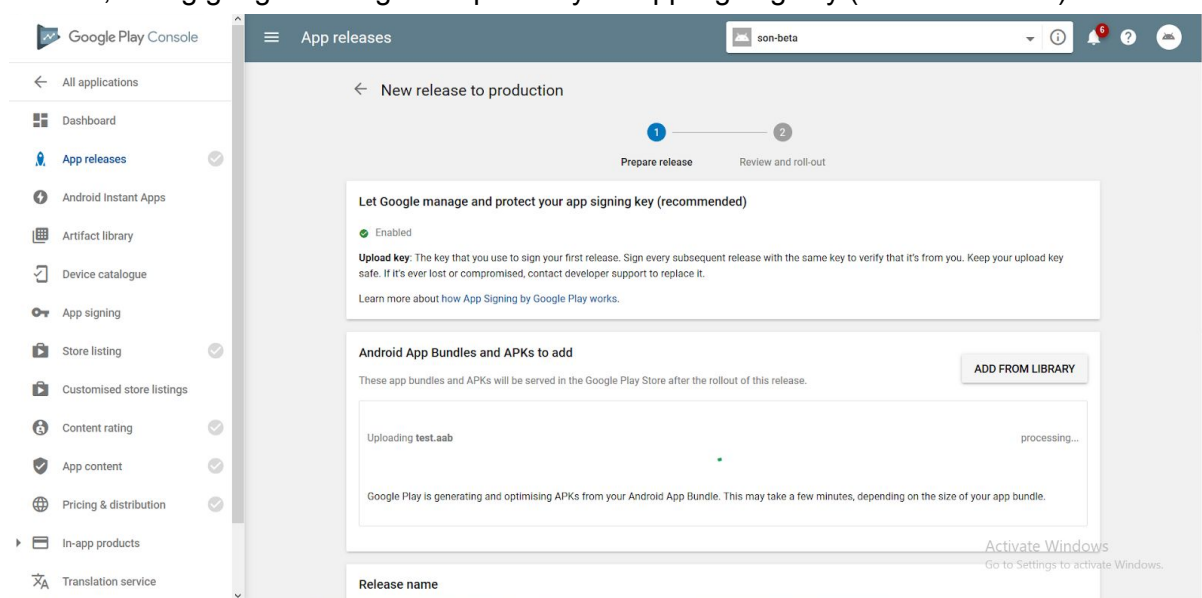 Google Play Console
All applications
Dashboard
App releases
Android Instant Apps
Artifact library
Device catalogue
App signing
Store listing
Customised store listings
Content rating
App content
Pricing & distribution
In-app products
Translation service
App releases
son-beta
6
New release to production
1
2
Prepare release
Review and roll-out
Let Google manage and protect your app signing key (recommended)
Enabled
Upload key: The key that you use to sign your first release. Sign every subsequent release with the same key to verify that it's from you. Keep your upload key
safe. If it's ever lost or compromised, contact developer support to replace it.
Learn more about how App Signing by Google Play works.
Android App Bundles and APKs to add
These app bundles and APKs will be served in the Google Play Store after the rollout of this release.
ADD FROM LIBRARY
Uploading test.aab
processing...
Google Play is generating and optimising APKs from your Android App Bundle. This may take a few minutes, depending on the size of your app bundle.
Activate Windows
Go to Settings to activate Windows.
Release name